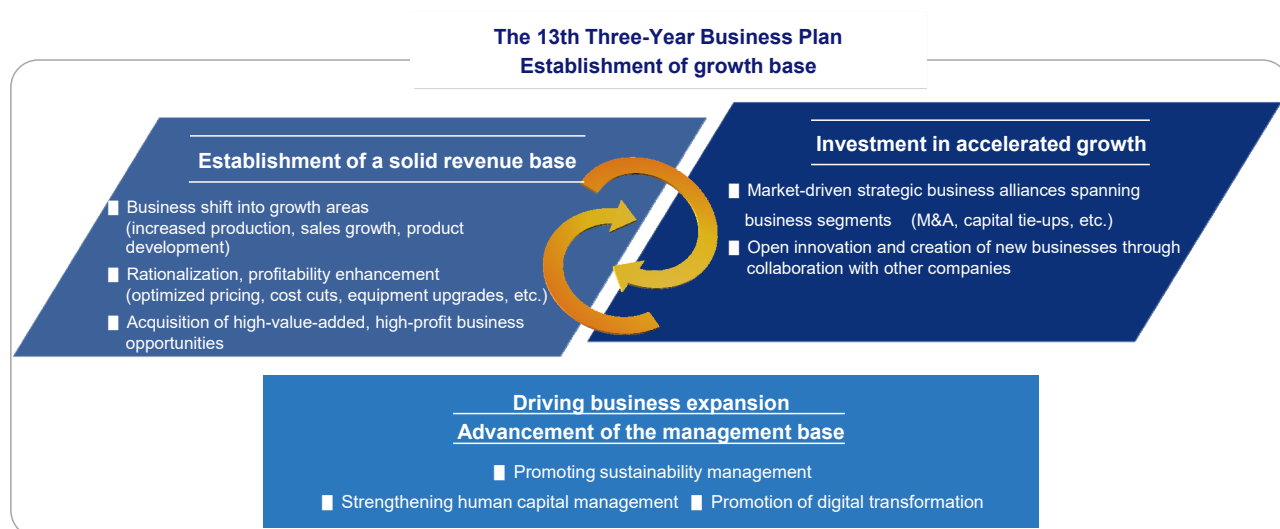 The 13th Three-Year Business Plan
Establishment of growth base
Establishment of a solid revenue base
■ Business shift into growth areas
(increased production, sales growth, product
development)
■ Rationalization, profitability enhancement
(optimized pricing, cost cuts, equipment upgrades, etc.)
■ Acquisition of high-value-added, high-profit business
opportunities
Investment in accelerated growth
■ Market-driven strategic business alliances spanning
business segments (M&A, capital tie-ups, etc.)
■ Open innovation and creation of new businesses through
collaboration with other companies
Driving business expansion
Advancement of the management base
■ Promoting sustainability management
■ Strengthening human capital management ■ Promotion of digital transformation